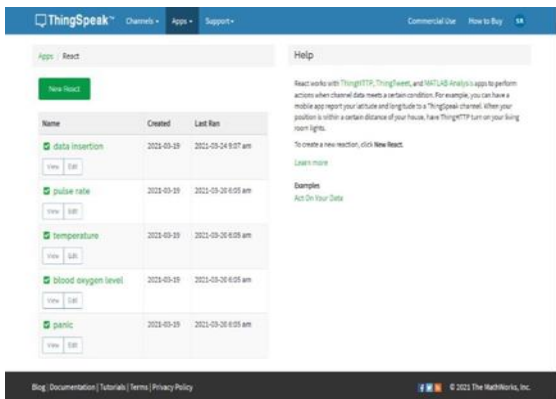 ThingSpeak™ Channels Apps Support Commercial Use How to Buy SR
Apps / React
New React
Name Created Last Ran
data insertion 2021-03-19 2021-03-24 9:07 am
View Edit
pulse rate 2021-03-19 2021-03-20 6:05 am
View Edit
temperature 2021-03-19 2021-03-20 6:05 am
View Edit
blood oxygen level 2021-03-19 2021-03-20 6:05 am
View Edit
panic 2021-03-19 2021-03-20 6:05 am
View Edit
Help
React works with ThingHTTP, ThingTweet, and MATLAB Analysis apps to perform
actions when channel data meets a certain condition. For example, you can have a
mobile app report your latitude and longitude to a ThingSpeak channel. When your
position is within a certain distance of your house, have ThingHTTP turn on your living
room lights.
To create a new reaction, click New React.
Learn more
Examples
Act On Your Data
Blog | Documentation | Tutorials | Terms | Privacy Policy
© 2021 The MathWorks, Inc.